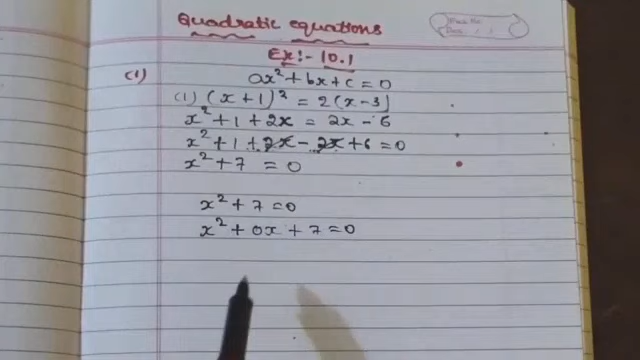 Quadratic equations
Ex:- 10.1
(1) ax² + bx + c = 0
(1) (x + 1)² = 2(x - 3)
x² + 1 + 2x = 2x - 6
x² + 1 + 2x - 2x + 6 = 0
x² + 7 = 0
x² + 7 = 0
x² + 0x + 7 = 0